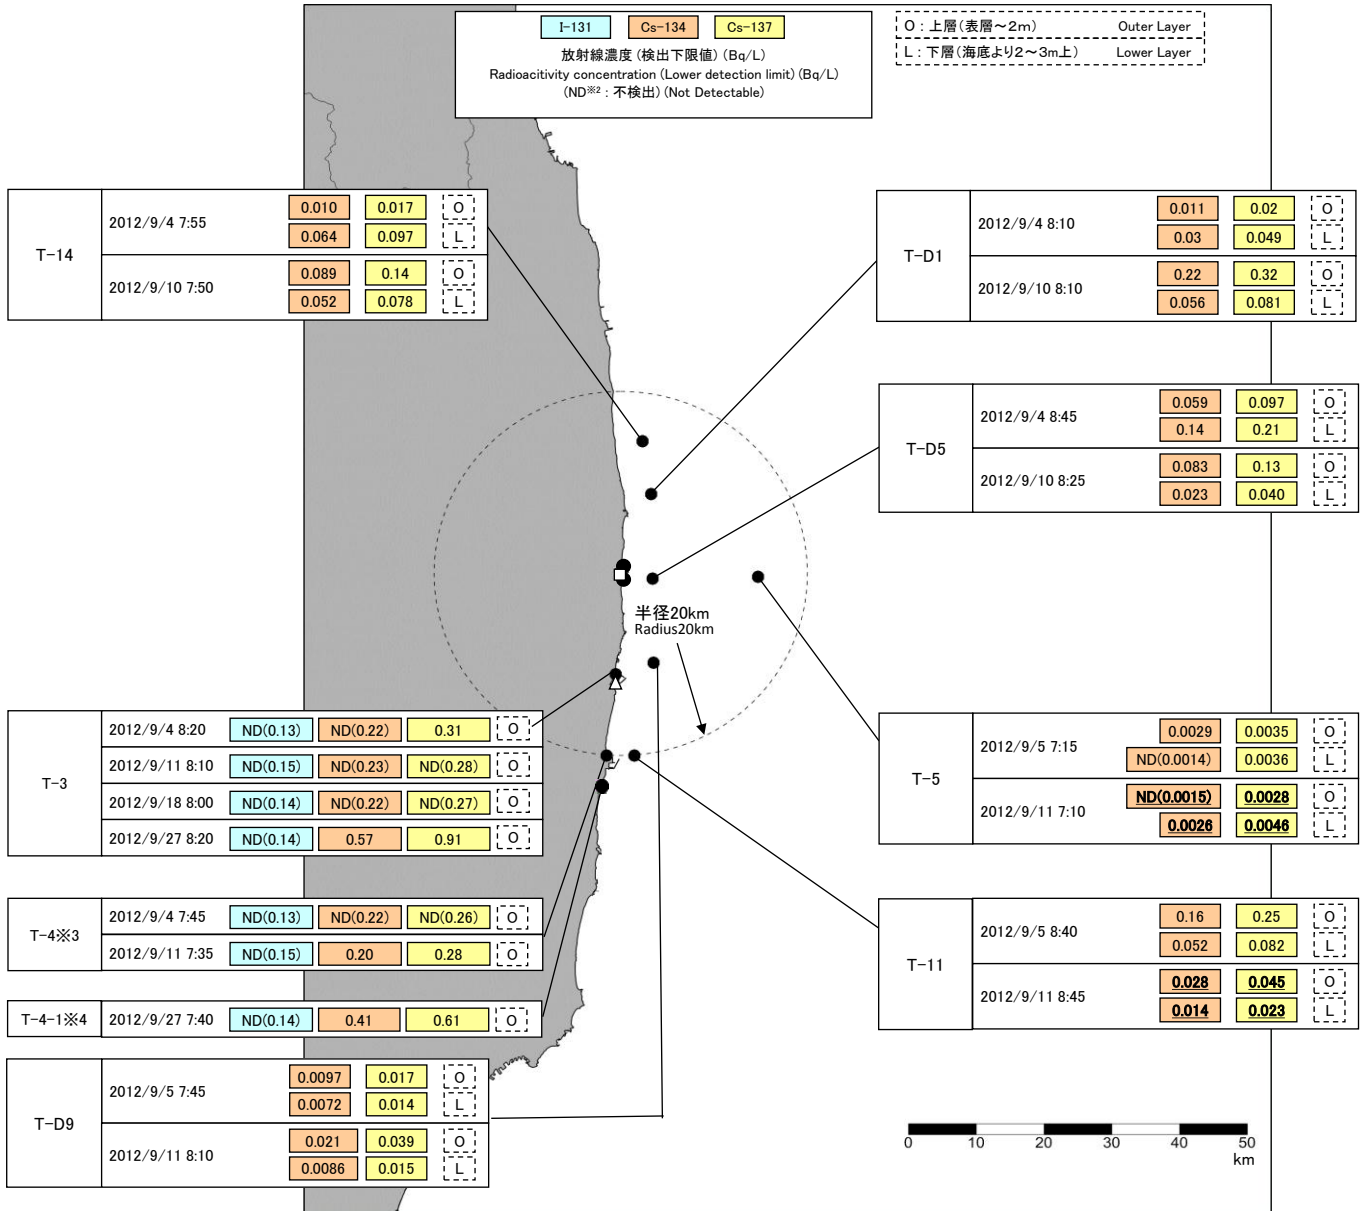 I-131 Cs-134 Cs-137
放射線濃度 (検出下限値) (Bq/L)
Radioacitivity concentration (Lower detection limit) (Bq/L)
(ND※2 : 不検出) (Not Detectable)
O : 上層(表層～2m) Outer Layer
L : 下層(海底より2～3m上) Lower Layer
T-14
2012/9/4 7:55 0.010 0.017 O
0.064 0.097 L
2012/9/10 7:50 0.089 0.14 O
0.052 0.078 L
T-D1
2012/9/4 8:10 0.011 0.02 O
0.03 0.049 L
2012/9/10 8:10 0.22 0.32 O
0.056 0.081 L
T-D5
2012/9/4 8:45 0.059 0.097 O
0.14 0.21 L
2012/9/10 8:25 0.083 0.13 O
0.023 0.040 L
半径20km
Radius20km
T-3
2012/9/4 8:20 ND(0.13) ND(0.22) 0.31 O
2012/9/11 8:10 ND(0.15) ND(0.23) ND(0.28) O
2012/9/18 8:00 ND(0.14) ND(0.22) ND(0.27) O
2012/9/27 8:20 ND(0.14) 0.57 0.91 O
T-5
2012/9/5 7:15 0.0029 0.0035 O
ND(0.0014) 0.0036 L
2012/9/11 7:10 ND(0.0015) 0.0028 O
0.0026 0.0046 L
T-4※3
2012/9/4 7:45 ND(0.13) ND(0.22) ND(0.26) O
2012/9/11 7:35 ND(0.15) 0.20 0.28 O
T-4-1※4 2012/9/27 7:40 ND(0.14) 0.41 0.61 O
T-11
2012/9/5 8:40 0.16 0.25 O
0.052 0.082 L
2012/9/11 8:45 0.028 0.045 O
0.014 0.023 L
T-D9
2012/9/5 7:45 0.0097 0.017 O
0.0072 0.014 L
2012/9/11 8:10 0.021 0.039 O
0.0086 0.015 L
0 10 20 30 40 50
km